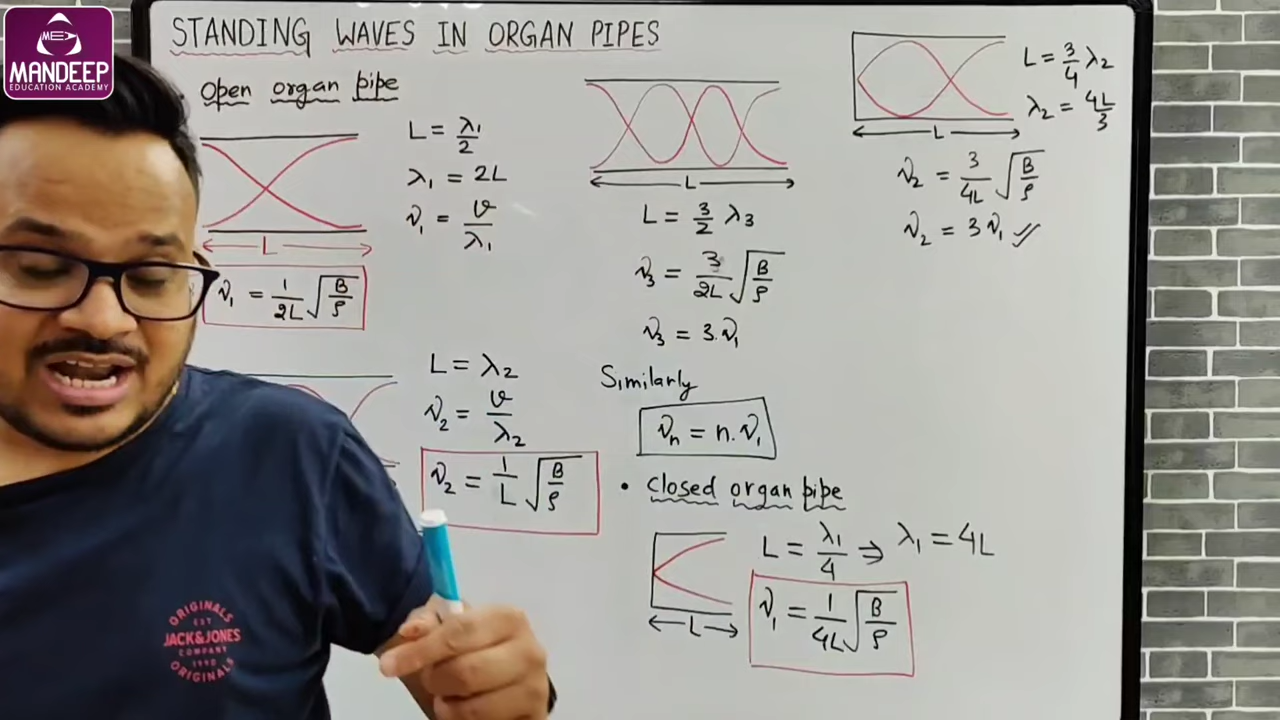 MEA
MANDEEP
EDUCATION ACADEMY
STANDING WAVES IN ORGAN PIPES
Open organ pipe
L = λ₁/2
λ₁ = 2L
ν₁ = v/λ₁
L
ν₁ = 1/2L √B/ρ
L = λ₂
ν₂ = v/λ₂
ν₂ = 1/L √B/ρ
L
L = 3/2 λ₃
ν₃ = 3/2L √B/ρ
ν₃ = 3.ν₁
Similarly
νₙ = n.ν₁
• Closed organ pipe
L = λ₁/4 ⇒ λ₁ = 4L
L
ν₁ = 1/4L √B/ρ
L = 3/4 λ₂
λ₂ = 4L/3
L
ν₂ = 3/4L √B/ρ
ν₂ = 3ν₁
ORIGINALS
EST
JACK&JONES
COMPANY
1990
ORIGINALS